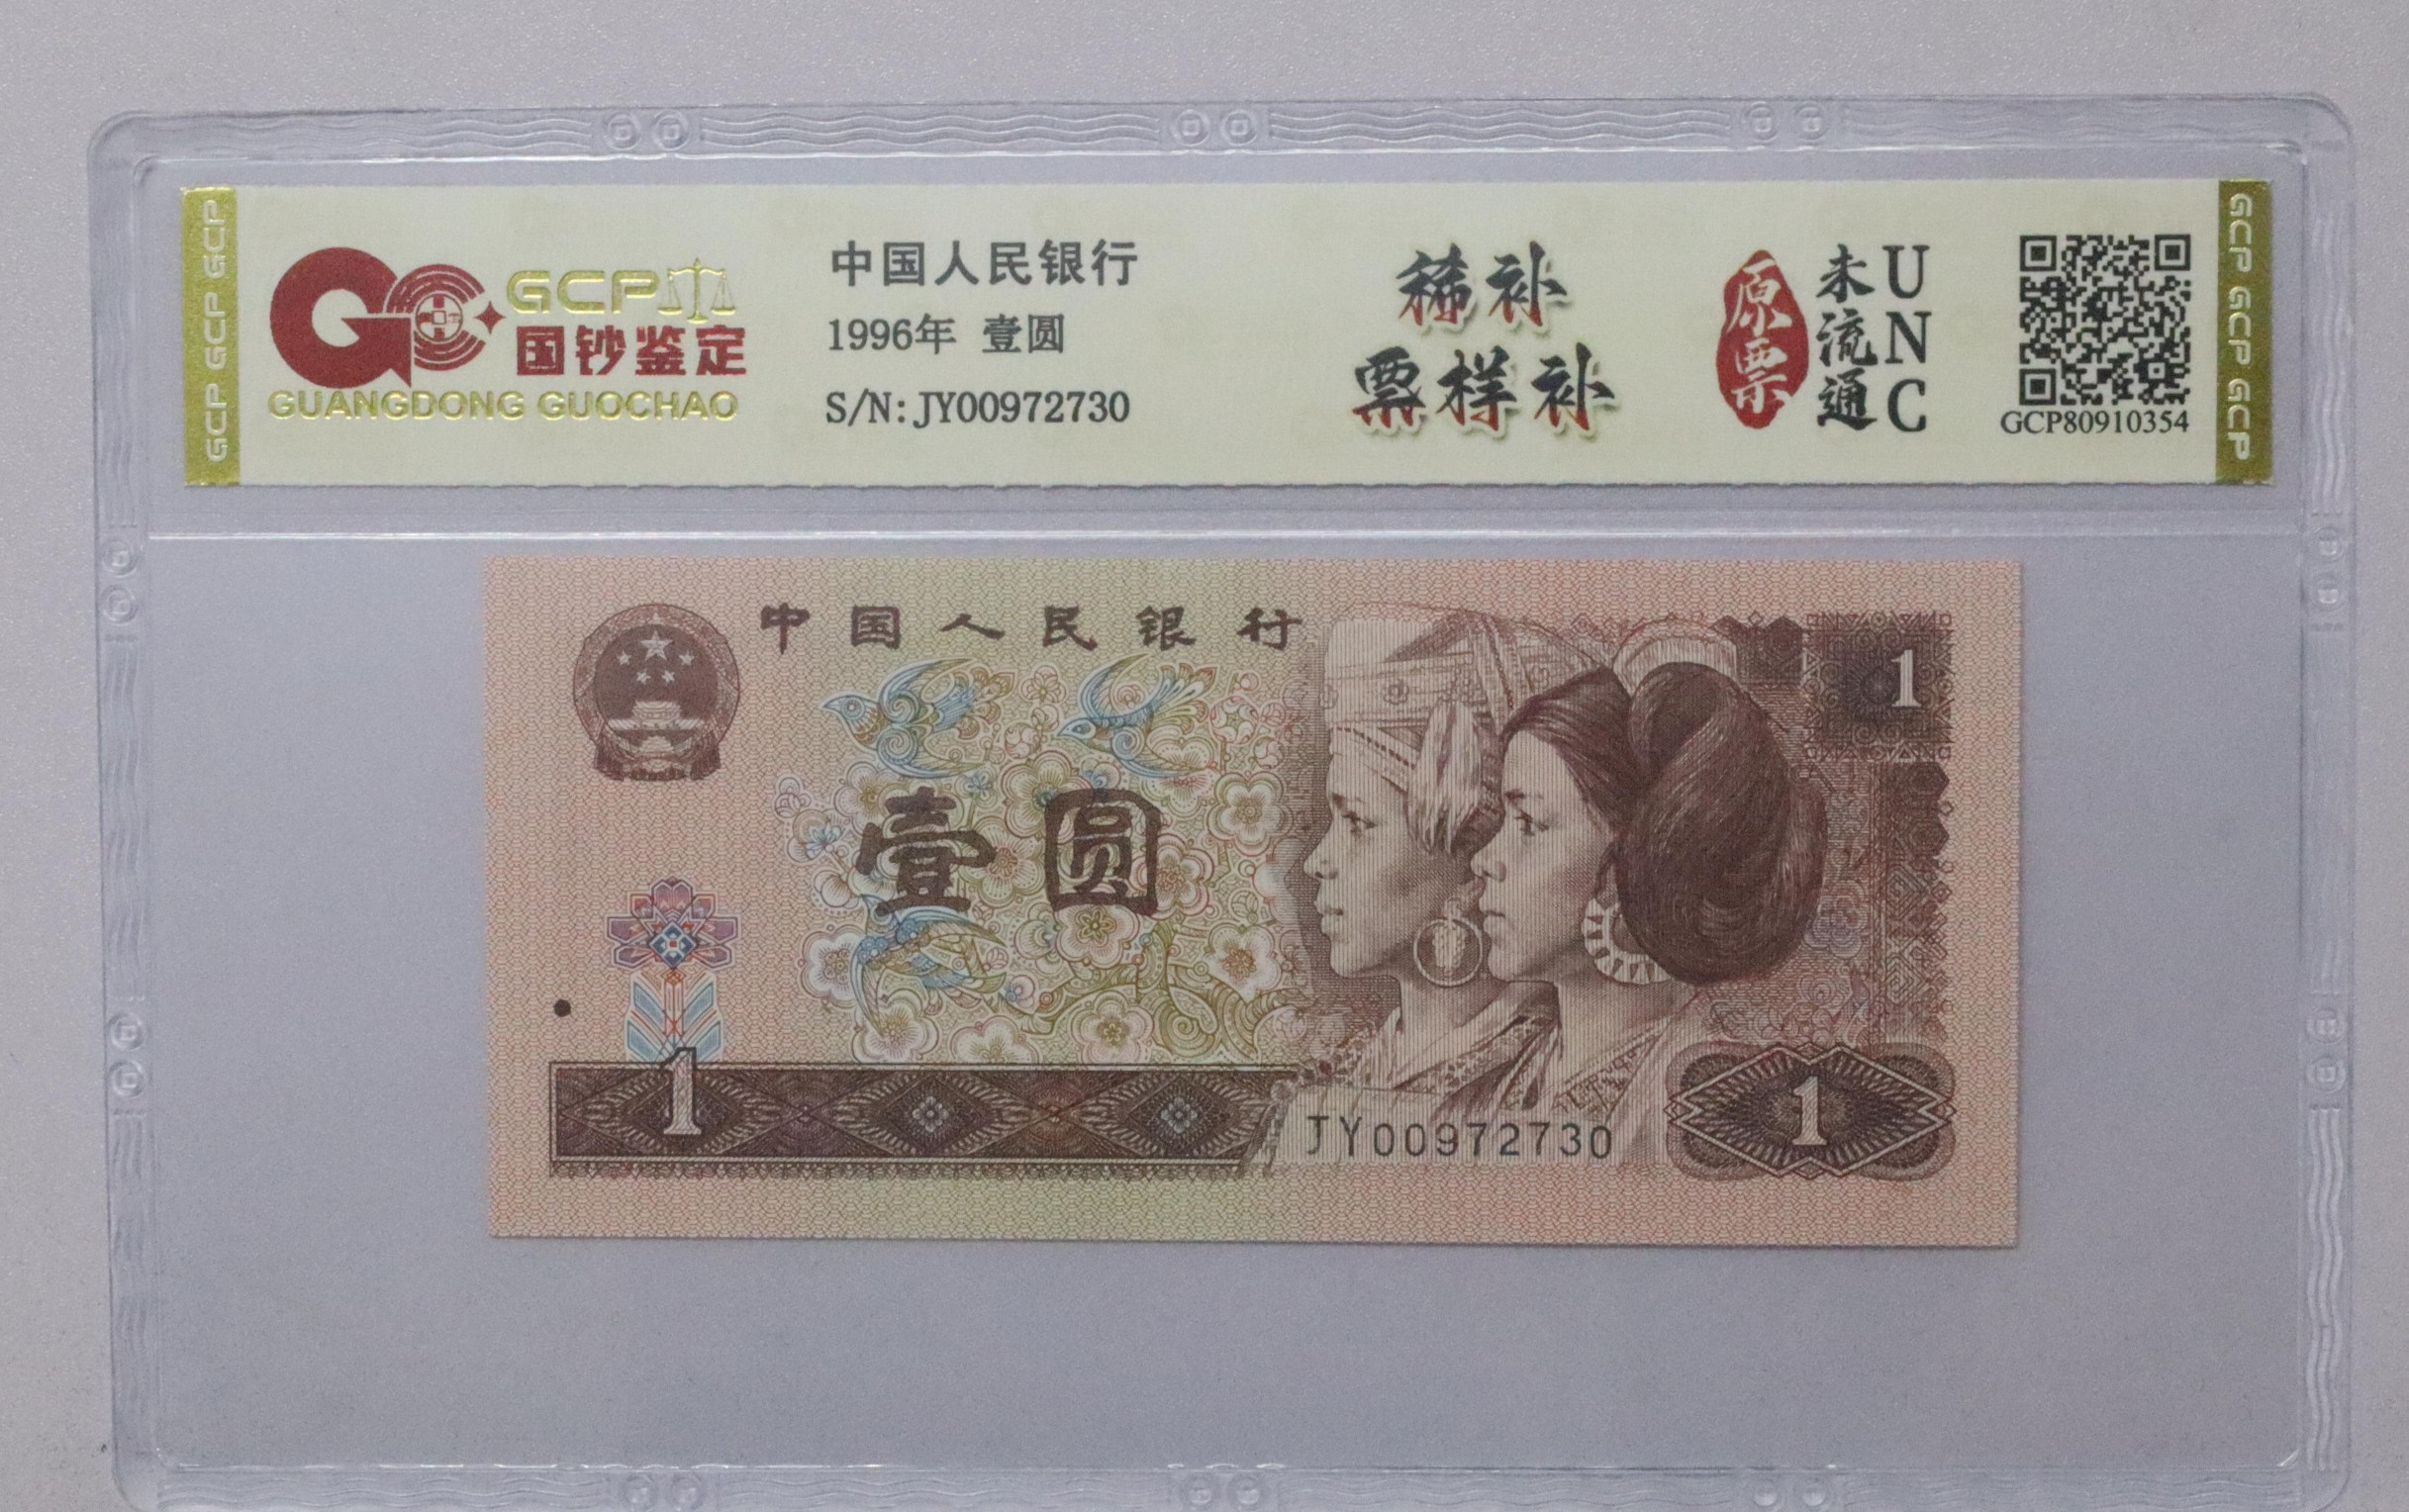 GCP GCP GCP
GCP
国钞鉴定
GUANGDONG GUOCHAO
中国人民银行
1996年 壹圆
S/N: JY00972730
稀补
票样补
原票
未流通
UNC
GCP80910354
GCP GCP GCP
中国人民银行
1
壹圆
1
JY00972730
1